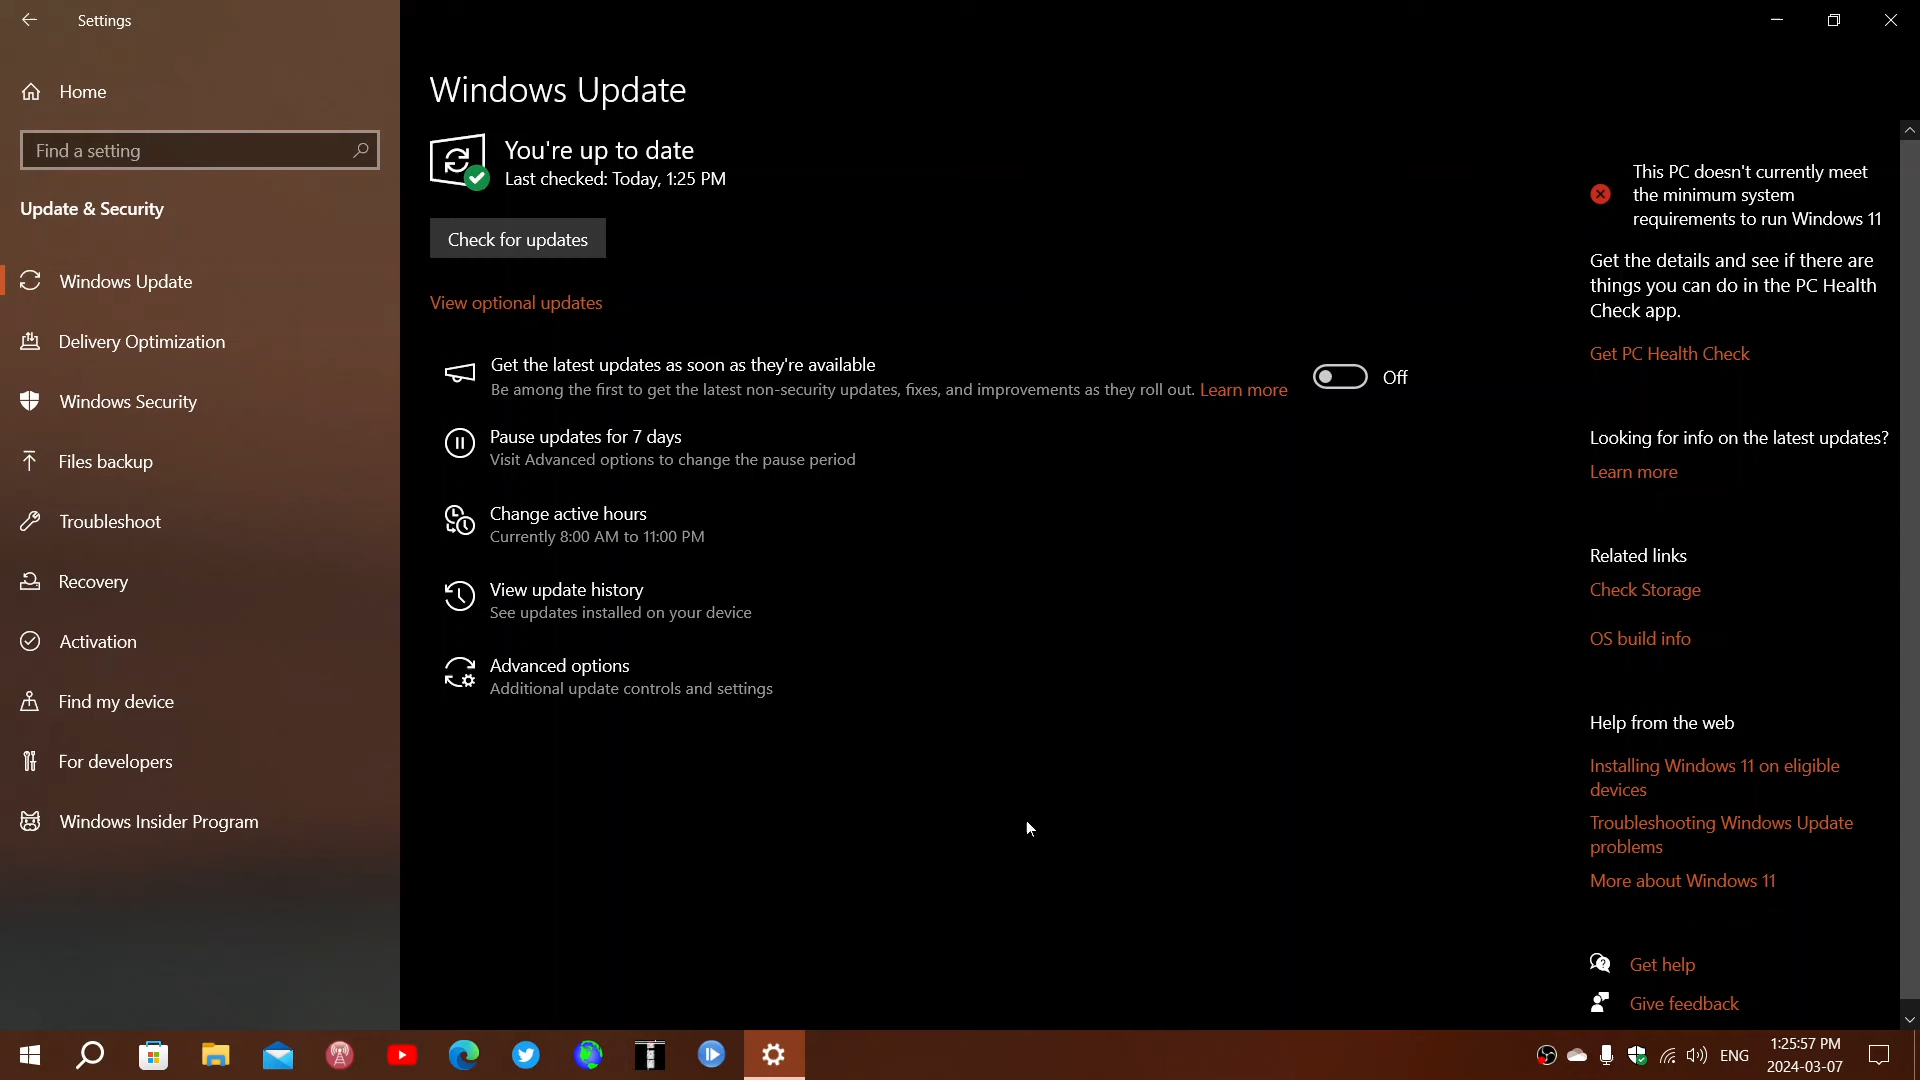 Settings
Home
Find a setting
Update & Security
Windows Update
Delivery Optimization
Windows Security
Files backup
Troubleshoot
Recovery
Activation
Find my device
For developers
Windows Insider Program
Windows Update
You're up to date
Last checked: Today, 1:25 PM
Check for updates
View optional updates
Get the latest updates as soon as they're available
Be among the first to get the latest non-security updates, fixes, and improvements as they roll out. Learn more
Off
Pause updates for 7 days
Visit Advanced options to change the pause period
Change active hours
Currently 8:00 AM to 11:00 PM
View update history
See updates installed on your device
Advanced options
Additional update controls and settings
This PC doesn't currently meet
the minimum system
requirements to run Windows 11
Get the details and see if there are
things you can do in the PC Health
Check app.
Get PC Health Check
Looking for info on the latest updates?
Learn more
Related links
Check Storage
OS build info
Help from the web
Installing Windows 11 on eligible
devices
Troubleshooting Windows Update
problems
More about Windows 11
Get help
Give feedback
ENG
1:25:57 PM
2024-03-07